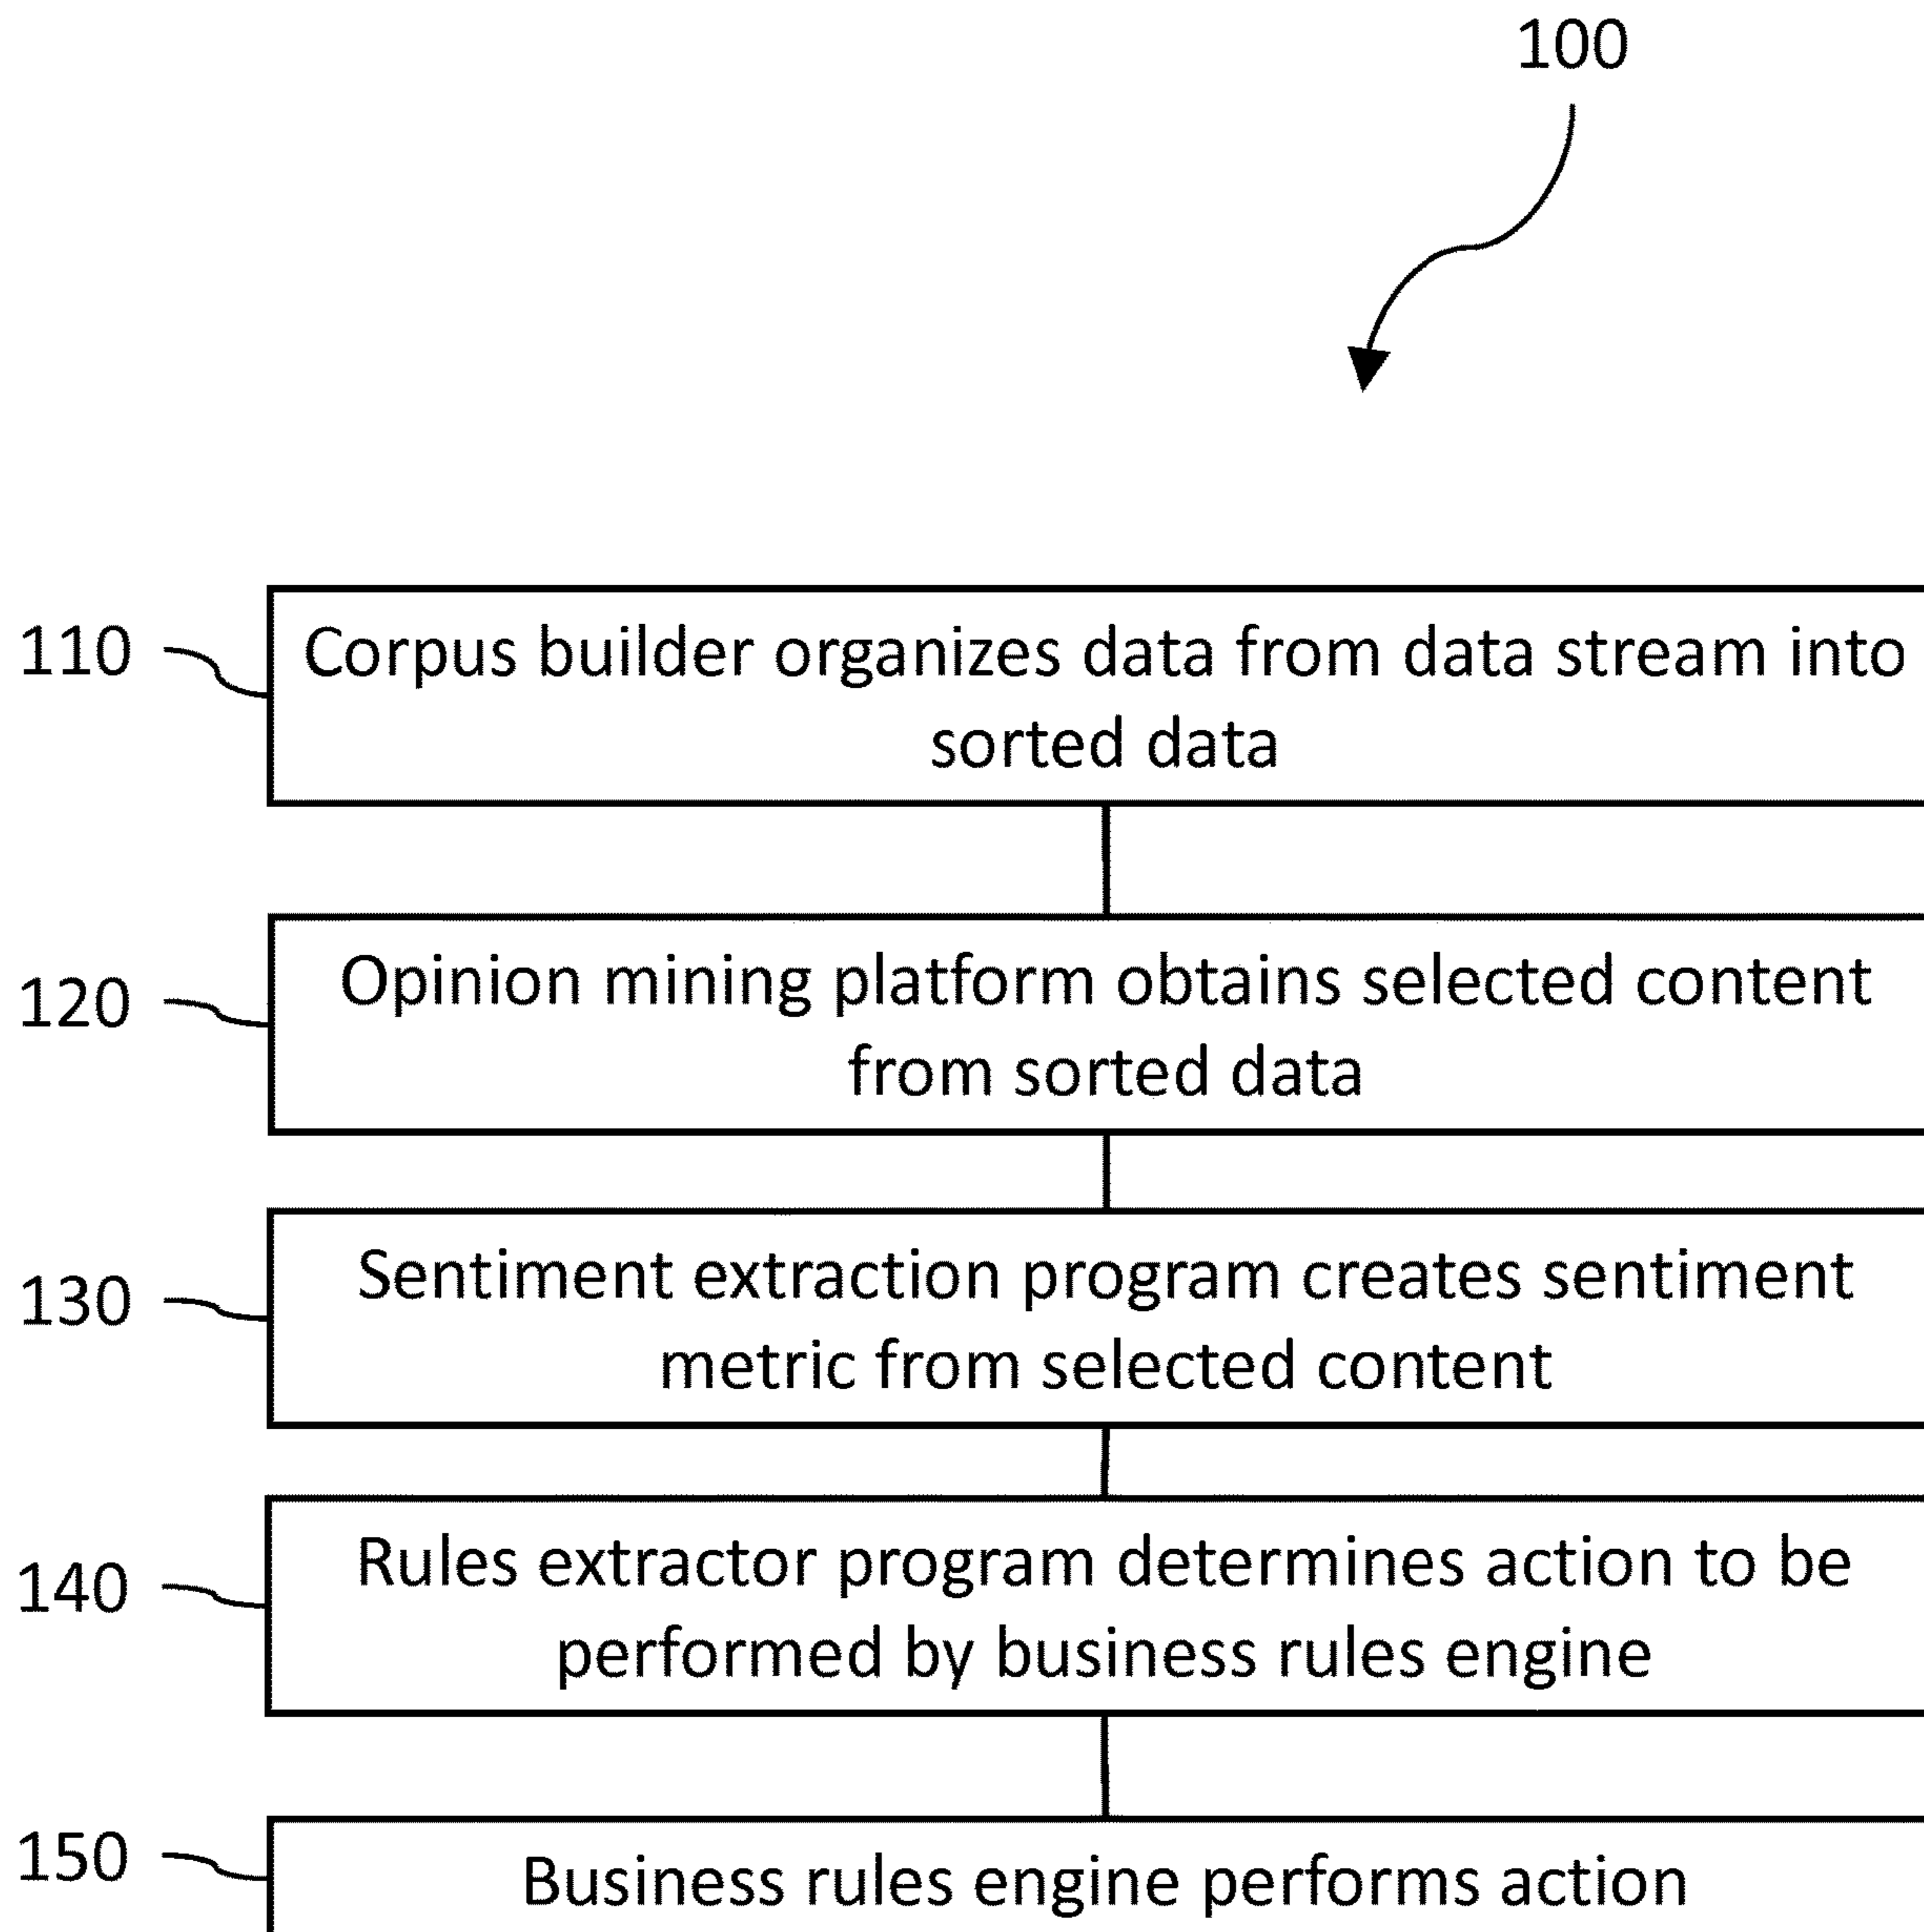 100
110
Corpus builder organizes data from data stream into
sorted data
120
Opinion mining platform obtains selected content
from sorted data
130
Sentiment extraction program creates sentiment
metric from selected content
140
Rules extractor program determines action to be
performed by business rules engine
150
Business rules engine performs action